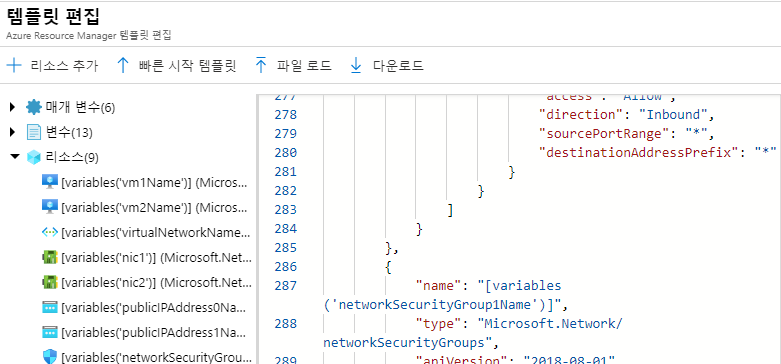 템플릿 편집
Azure Resource Manager 템플릿 편집
리소스 추가 빠른 시작 템플릿 파일 로드 다운로드
매개 변수(6)
변수(13)
리소스(9)
[variables('vm1Name')] (Micros...
[variables('vm2Name')] (Micros...
[variables('virtualNetworkName...
[variables('nic1')] (Microsoft.Net...
[variables('nic2')] (Microsoft.Net...
[variables('publicIPAddress0Na...
[variables('publicIPAddress1Na...
[variables('networkSecurityGrou...
277 "access": "Allow",
278 "direction": "Inbound",
279 "sourcePortRange": "*",
280 "destinationAddressPrefix": "*"
281 }
282 }
283 ]
284 }
285 },
286 {
287 "name": "[variables
('networkSecurityGroup1Name')]",
288 "type": "Microsoft.Network/
networkSecurityGroups",
289 "apiVersion": "2018-08-01"